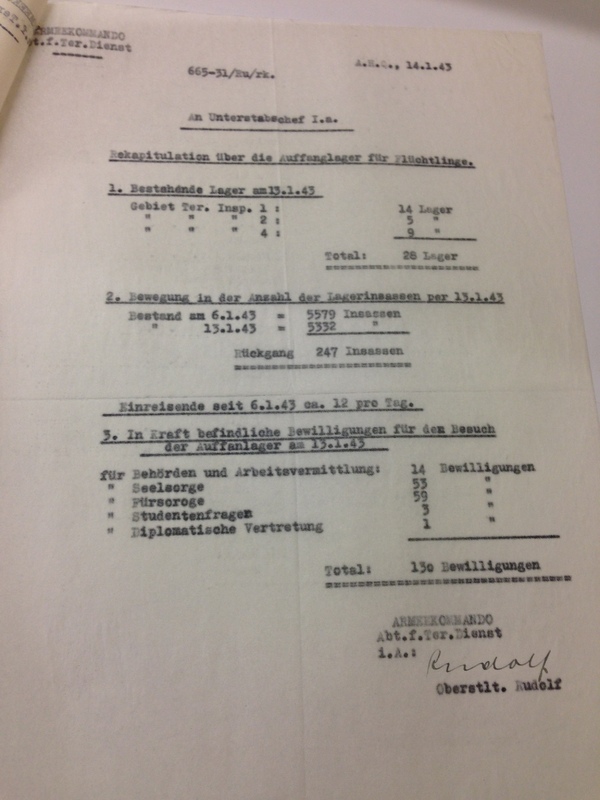 ARMEEKOMMANDO
Abt.f.Ter.Dienst
A.H.Q., 14.1.43
665-31/Ru/rk.
An Unterstabschef I.a.
Rekapitulation über die Auffanglager für Flüchtlinge.
1. Bestehende Lager am13.1.43
Gebiet Ter. Insp. 1 : 14 Lager
" " " 2 : 5 "
" " " 4 : 9 "
Total: 28 Lager
2. Bewegung in der Anzahl der Lagerinsassen per 13.1.43
Bestand am 6.1.43 = 5579 Insassen
" 13.1.43 = 5332 "
Rückgang 247 Insassen
Einreisende seit 6.1.43 ca. 12 pro Tag.
3. In Kraft befindliche Bewilligungen für den Besuch
der Auffanlager am 13.1.43
für Behörden und Arbeitsvermittlung: 14 Bewilligungen
" Seelsorge 53 "
" Fürsoroge 59 "
" Studentenfragen 3 "
" Diplomatische Vertretung 1 "
Total: 130 Bewilligungen
ARMEEKOMMANDO
Abt.f.Ter.Dienst
i.A.:
Rudolf
Oberstlt. Rudolf